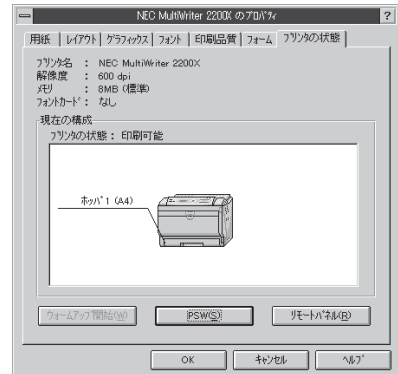 NEC MultiWriter 2200X のプロパティ
?
用紙 レイアウト グラフィックス フォント 印刷品質 フォーム プリンタの状態
プリンタ名 : NEC MultiWriter 2200X
解像度 : 600 dpi
メモリ : 8MB (標準)
フォントカード : なし
現在の構成
プリンタの状態 : 印刷可能
ホッパ 1 (A4)
ウォームアップ開始(W) PSW(S) リモートパネル(R)
OK キャンセル ヘルプ